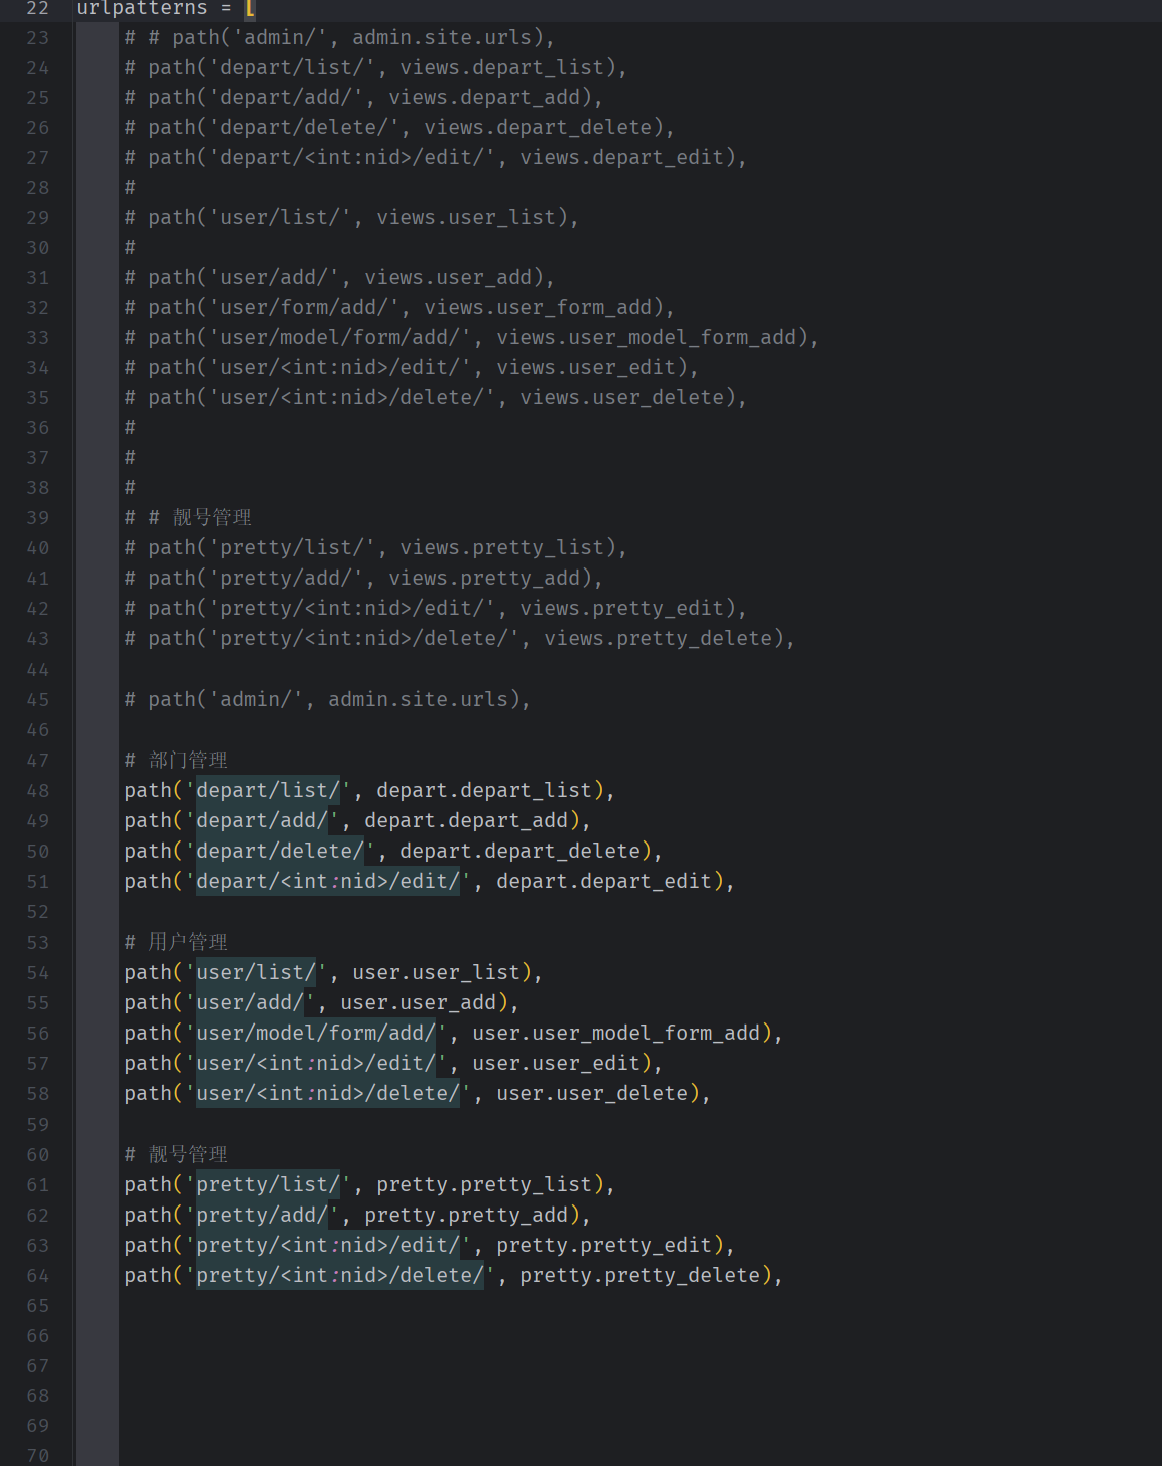 22 urlpatterns = [
23 # # path('admin/', admin.site.urls),
24 # path('depart/list/', views.depart_list),
25 # path('depart/add/', views.depart_add),
26 # path('depart/delete/', views.depart_delete),
27 # path('depart/<int:nid>/edit/', views.depart_edit),
28 #
29 # path('user/list/', views.user_list),
30 #
31 # path('user/add/', views.user_add),
32 # path('user/form/add/', views.user_form_add),
33 # path('user/model/form/add/', views.user_model_form_add),
34 # path('user/<int:nid>/edit/', views.user_edit),
35 # path('user/<int:nid>/delete/', views.user_delete),
36 #
37 #
38 #
39 # # 靓号管理
40 # path('pretty/list/', views.pretty_list),
41 # path('pretty/add/', views.pretty_add),
42 # path('pretty/<int:nid>/edit/', views.pretty_edit),
43 # path('pretty/<int:nid>/delete/', views.pretty_delete),
44
45 # path('admin/', admin.site.urls),
46
47 # 部门管理
48 path('depart/list/', depart.depart_list),
49 path('depart/add/', depart.depart_add),
50 path('depart/delete/', depart.depart_delete),
51 path('depart/<int:nid>/edit/', depart.depart_edit),
52
53 # 用户管理
54 path('user/list/', user.user_list),
55 path('user/add/', user.user_add),
56 path('user/model/form/add/', user.user_model_form_add),
57 path('user/<int:nid>/edit/', user.user_edit),
58 path('user/<int:nid>/delete/', user.user_delete),
59
60 # 靓号管理
61 path('pretty/list/', pretty.pretty_list),
62 path('pretty/add/', pretty.pretty_add),
63 path('pretty/<int:nid>/edit/', pretty.pretty_edit),
64 path('pretty/<int:nid>/delete/', pretty.pretty_delete),
65
66
67
68
69
70